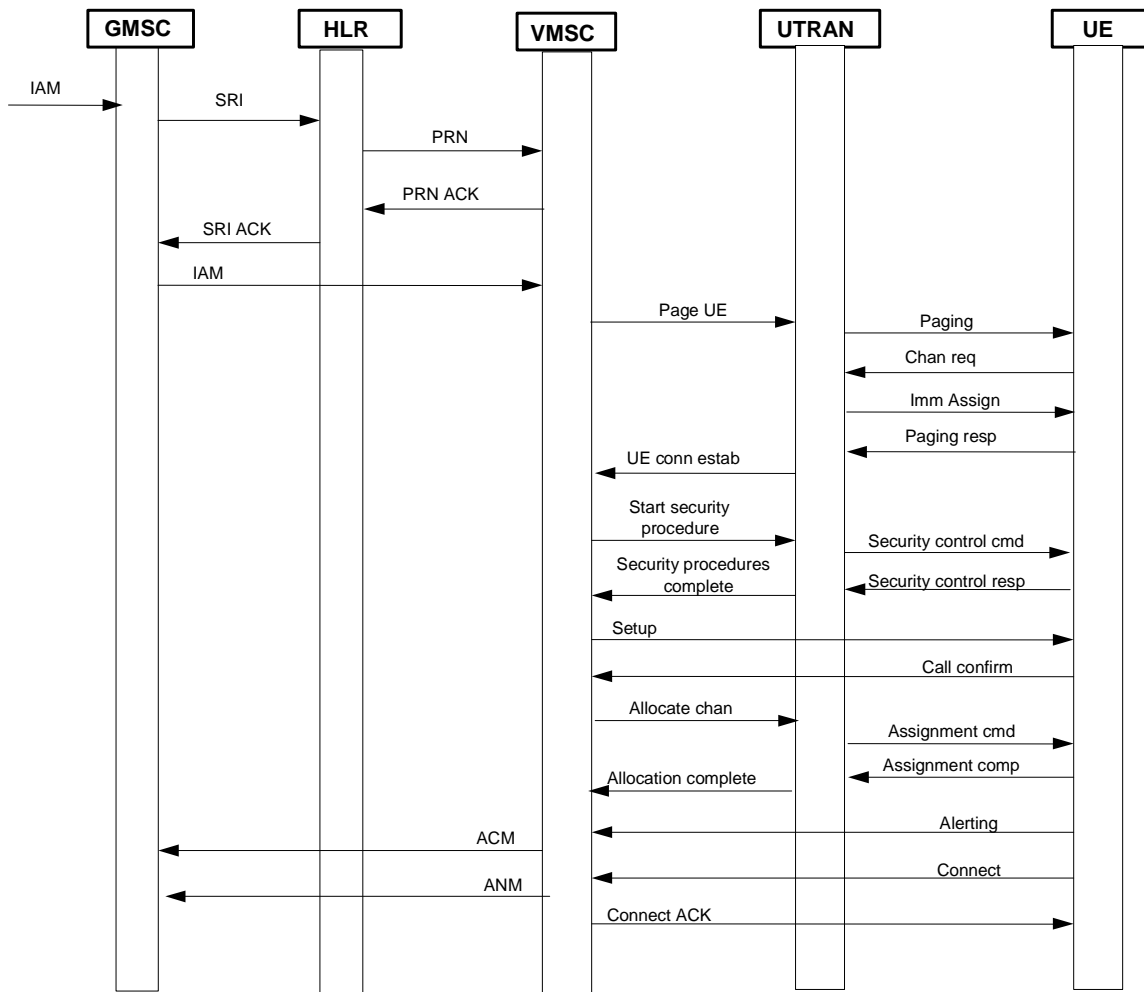 GMSC
HLR
VMSC
UTRAN
UE
IAM
SRI
PRN
PRN ACK
SRI ACK
IAM
Page UE
Paging
Chan req
Imm Assign
Paging resp
UE conn estab
Start security
procedure
Security control cmd
Security procedures
complete
Security control resp
Setup
Call confirm
Allocate chan
Assignment cmd
Assignment comp
Allocation complete
Alerting
ACM
Connect
ANM
Connect ACK